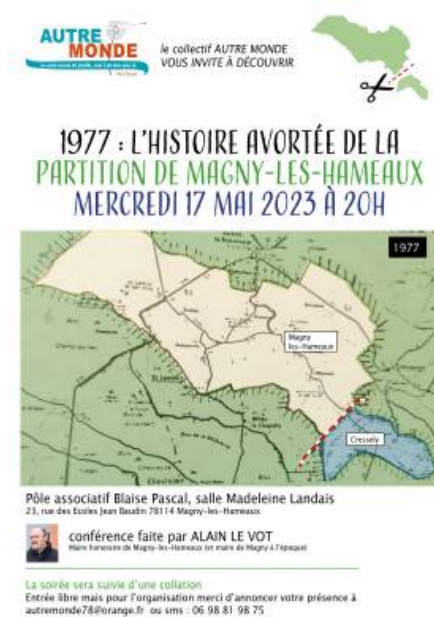 AUTRE
MONDE
le collectif AUTRE MONDE
VOUS INVITE À DÉCOUVRIR
1977 : L'HISTOIRE AVORTÉE DE LA
PARTITION DE MAGNY-LES-HAMEAUX
MERCREDI 17 MAI 2023 À 20H
1977
Magny
les-Hameaux
Cressely
Pôle associatif Blaise Pascal, salle Madeleine Landais
23, rue des Ecoles Jean Baudin 78114 Magny-les-Hameaux
conférence faite par ALAIN LE VOT
Maire honoraire de Magny-les-Hameaux (et maire de Magny à l'époque)
La soirée sera suivie d'une collation
Entrée libre mais pour l'organisation merci d'annoncer votre présence à
autremonde78@orange.fr ou sms : 06 98 81 98 75